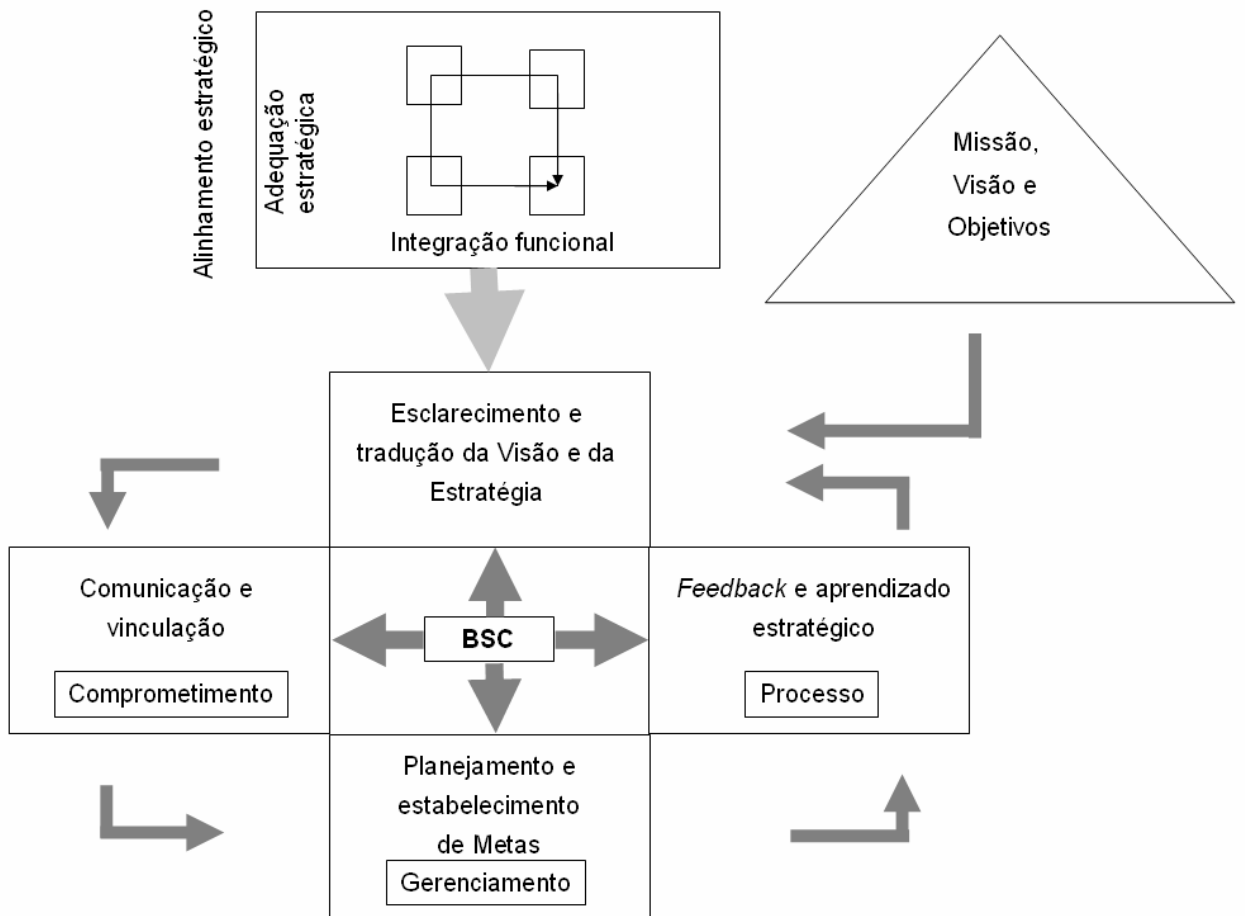 Alinhamento estratégico
Adequação
estratégica
Integração funcional
Missão,
Visão e
Objetivos
Esclarecimento e
tradução da Visão e da
Estratégia
Comunicação e
vinculação
Comprometimento
BSC
Feedback e aprendizado
estratégico
Processo
Planejamento e
estabelecimento
de Metas
Gerenciamento